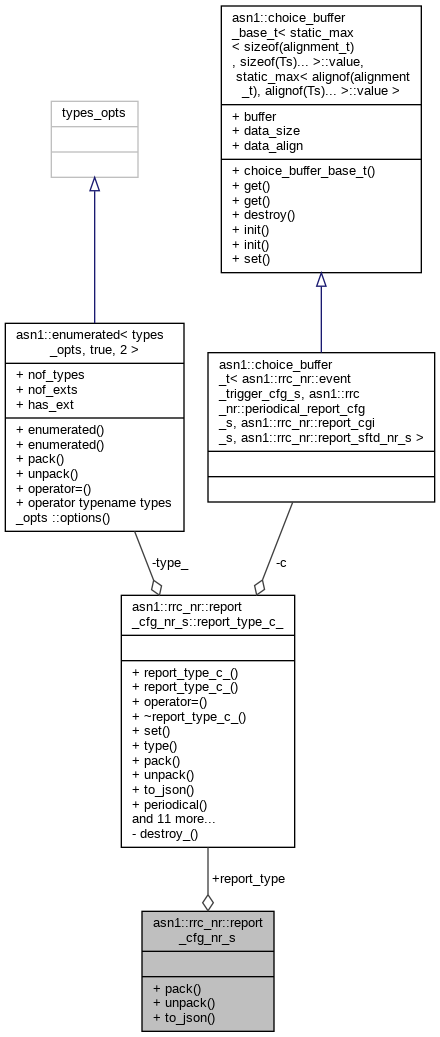 asn1::choice_buffer
_base_t< static_max
< sizeof(alignment_t)
, sizeof(Ts)... >::value,
static_max< alignof(alignment
_t), alignof(Ts)... >::value >
+ buffer
+ data_size
+ data_align
+ choice_buffer_base_t()
+ get()
+ get()
+ destroy()
+ init()
+ init()
+ set()
types_opts
asn1::enumerated< types
_opts, true, 2 >
+ nof_types
+ nof_exts
+ has_ext
+ enumerated()
+ enumerated()
+ pack()
+ unpack()
+ operator=()
+ operator typename types
_opts ::options()
asn1::choice_buffer
_t< asn1::rrc_nr::event
_trigger_cfg_s, asn1::rrc
_nr::periodical_report_cfg
_s, asn1::rrc_nr::report_cgi
_s, asn1::rrc_nr::report_sftd_nr_s >
-type_
-c
asn1::rrc_nr::report
_cfg_nr_s::report_type_c_
+ report_type_c_()
+ report_type_c_()
+ operator=()
+ ~report_type_c_()
+ set()
+ type()
+ pack()
+ unpack()
+ to_json()
+ periodical()
and 11 more...
- destroy_()
+report_type
asn1::rrc_nr::report
_cfg_nr_s
+ pack()
+ unpack()
+ to_json()